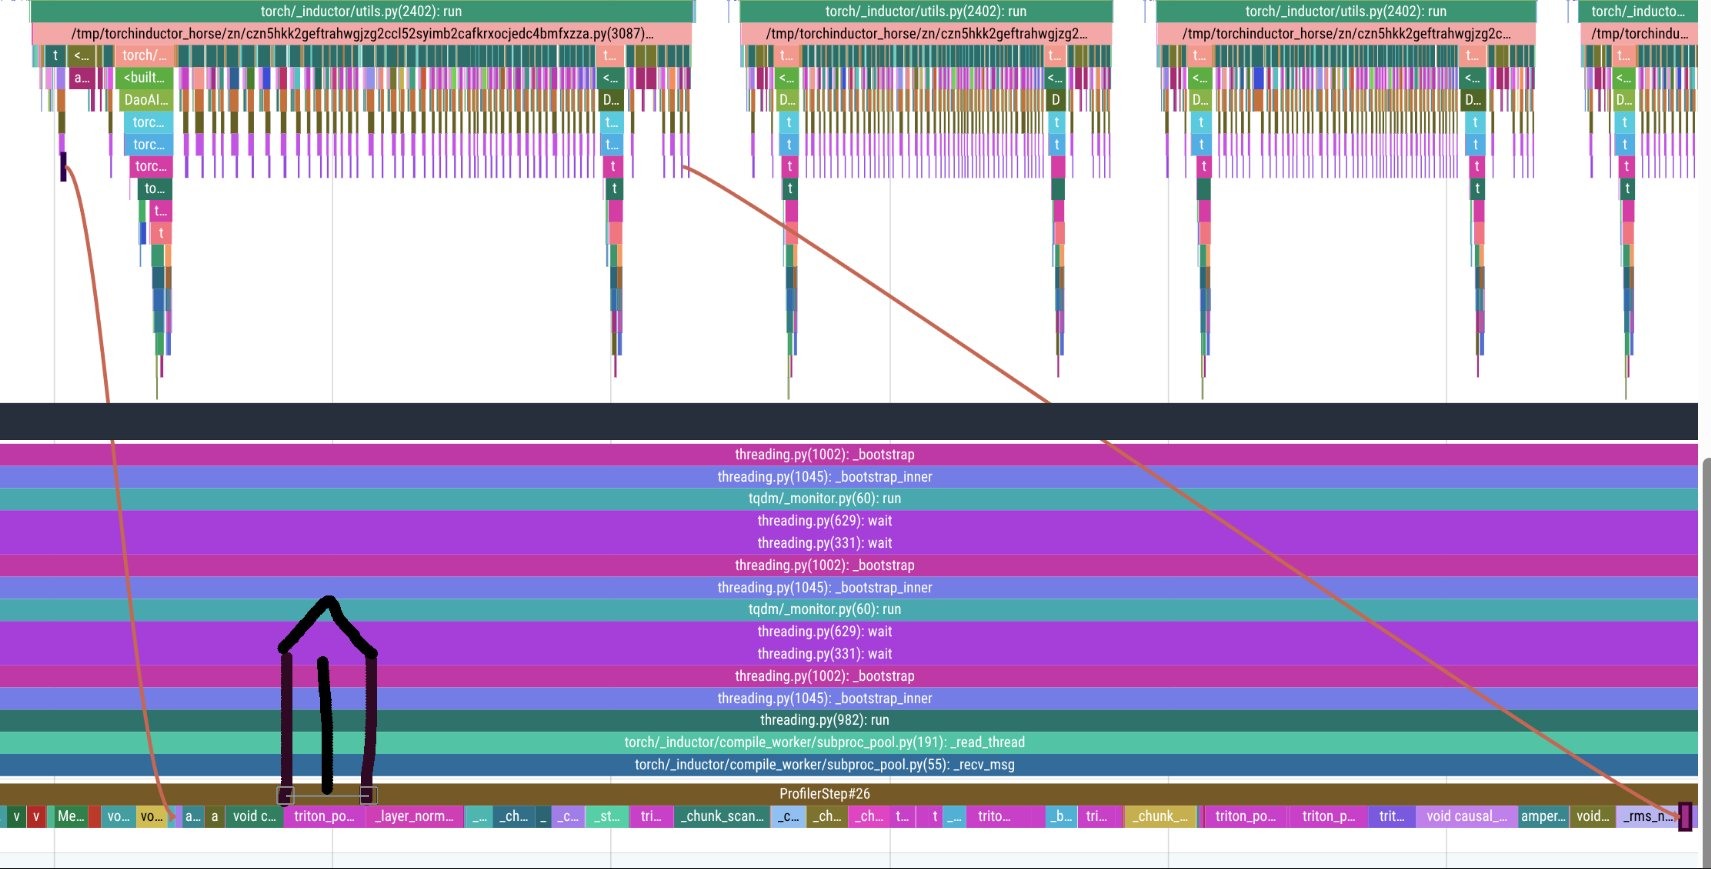 torch/_inductor/utils.py(2402): run torch/_inductor/utils.py(2402): run torch/_inductor/utils.py(2402): run torch/_inducto...
/tmp/torchinductor_horse/zn/czn5hkk2geftrahwgjzg2ccl52syimb2cafkrxocjedc4bmfxzza.py(3087)... /tmp/torchinductor_horse/zn/czn5hkk2geftrahwgjzg2... /tmp/torchinductor_horse/zn/czn5hkk2geftrahwgjzg2c... /tmp/torchindu...
t <... torch/... t... t... t... t... t...
a... <built... <... <... <... <... <... <...
DaoAI... D... D... D D... D... D...
torc... t... t t t t t
torc... t... t t t t t
torc... t t t t t
to... t t t t
t...
t
threading.py(1002): _bootstrap
threading.py(1045): _bootstrap_inner
tqdm/_monitor.py(60): run
threading.py(629): wait
threading.py(331): wait
threading.py(1002): _bootstrap
threading.py(1045): _bootstrap_inner
tqdm/_monitor.py(60): run
threading.py(629): wait
threading.py(331): wait
threading.py(1002): _bootstrap
threading.py(1045): _bootstrap_inner
threading.py(982): run
torch/_inductor/compile_worker/subproc_pool.py(191): _read_thread
torch/_inductor/compile_worker/subproc_pool.py(55): _recv_msg
ProfilerStep#26
v v Me... vo... vo... a... a void c... triton_po... _layer_norm... _... _ch... _ _c... _st... tri... _chunk_scan... _c... _ch... _ch... t... t _... trito... _b... tri... _chunk_... triton_po... triton_p... trit... void causal_... amper... void... _rms_n...